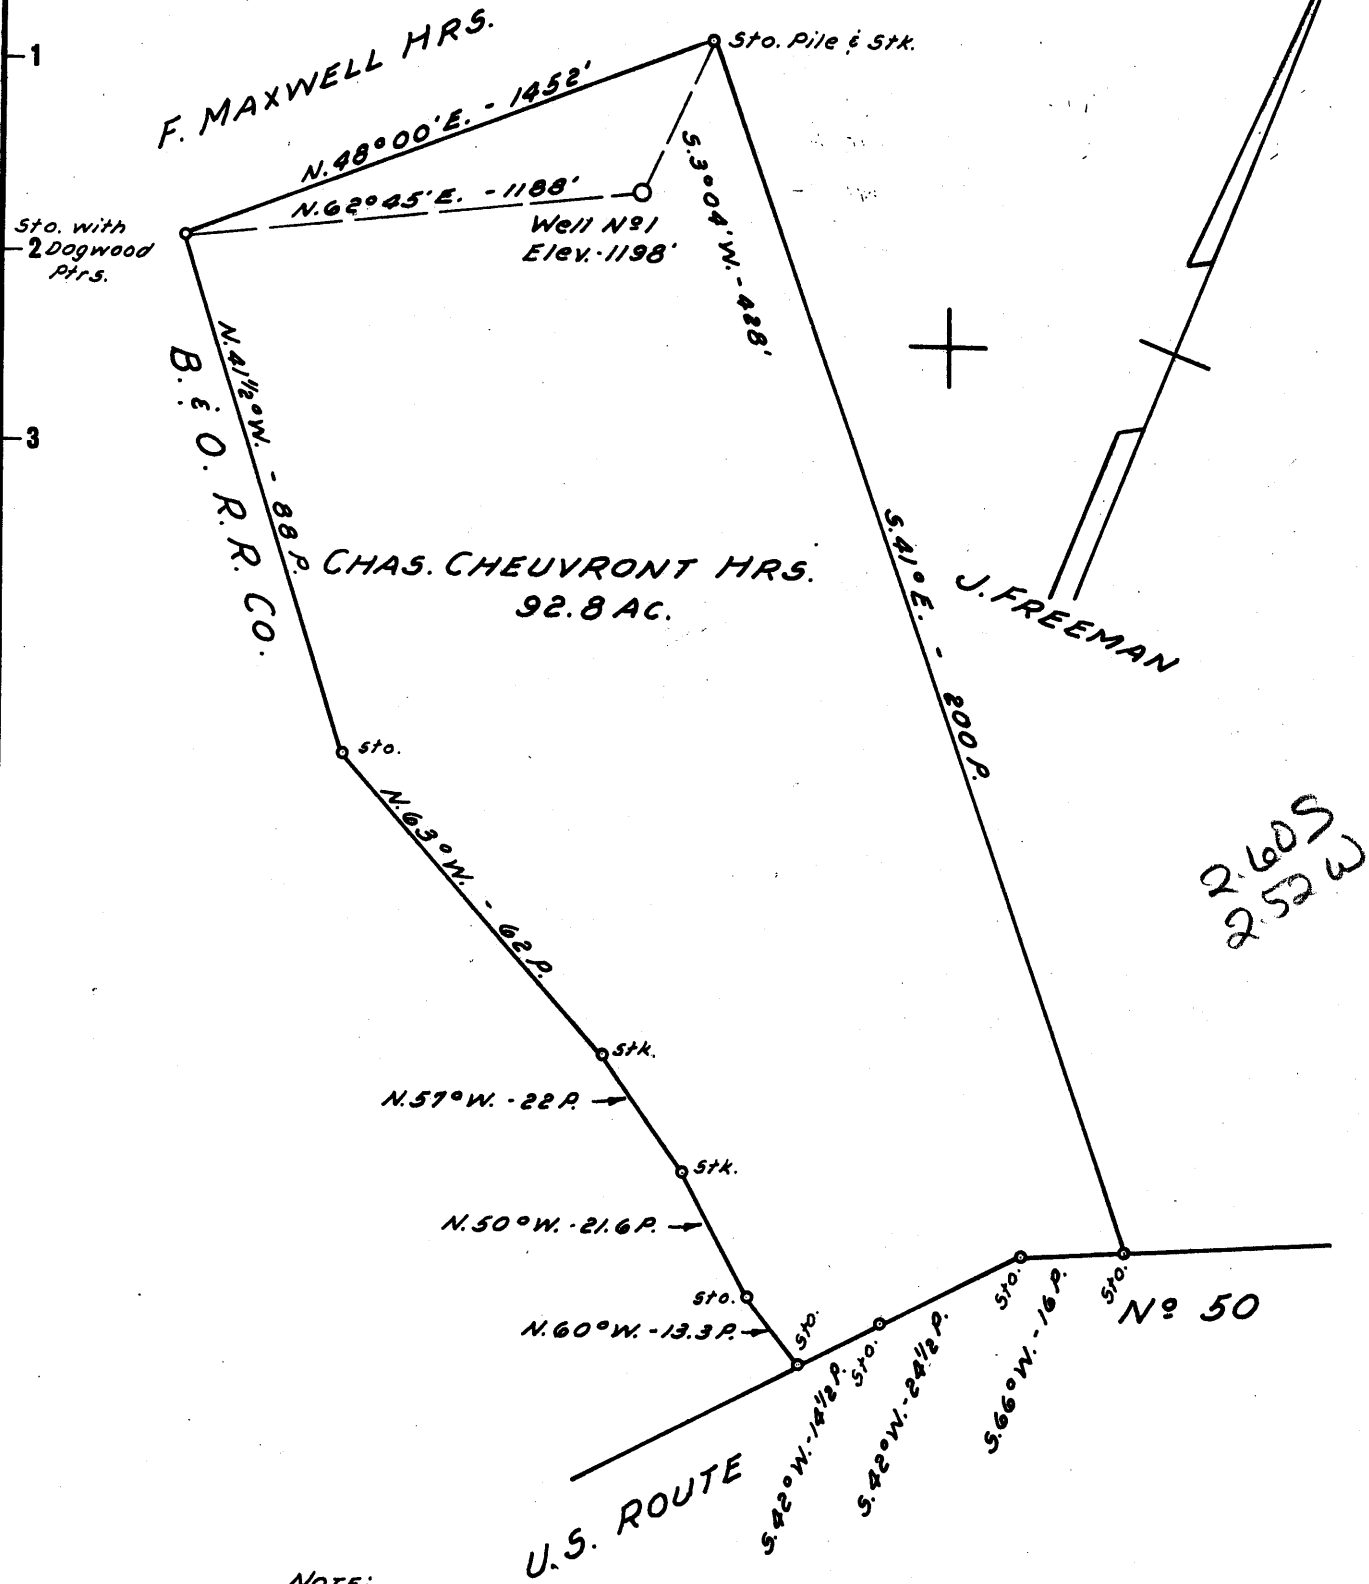 1
F. MAXWELL HRS.
Sto. Pile & Stk.
N.48°00'E. - 1452'
N.62°45'E. - 1188'
S.3°04'W. - 428'
Well Nº1
Elev.-1198'
Sto. with
2 Dogwood
Ptrs.
2
3
N.41½°W. - 88 P.
B. & O. R. R. CO.
CHAS. CHEUVRONT HRS.
92.8 AC.
S.41°E. - 200 P.
J. FREEMAN
Sto.
N.63°W. - 62 P.
2.60S
2.52W
Stk.
N.57°W. - 22 P.
Stk.
N.50°W. - 21.6 P.
Sto.
N.60°W. - 13.3 P.
Sto.
Sto.
Sto.
Sto.
S.42°W. - 14½ P.
S.42°W. - 24½ P.
S.66°W. - 16 P.
U.S. ROUTE Nº 50
NOTE: